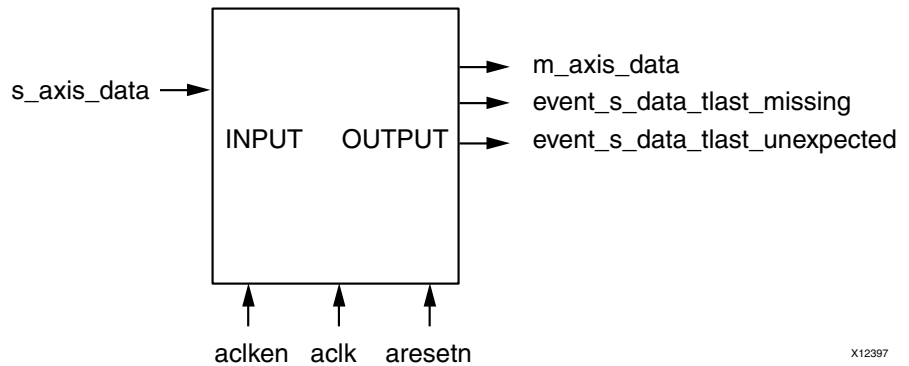 m_axis_data
s_axis_data
event_s_data_tlast_missing
INPUT OUTPUT
event_s_data_tlast_unexpected
aclken aclk aresetn
X12397